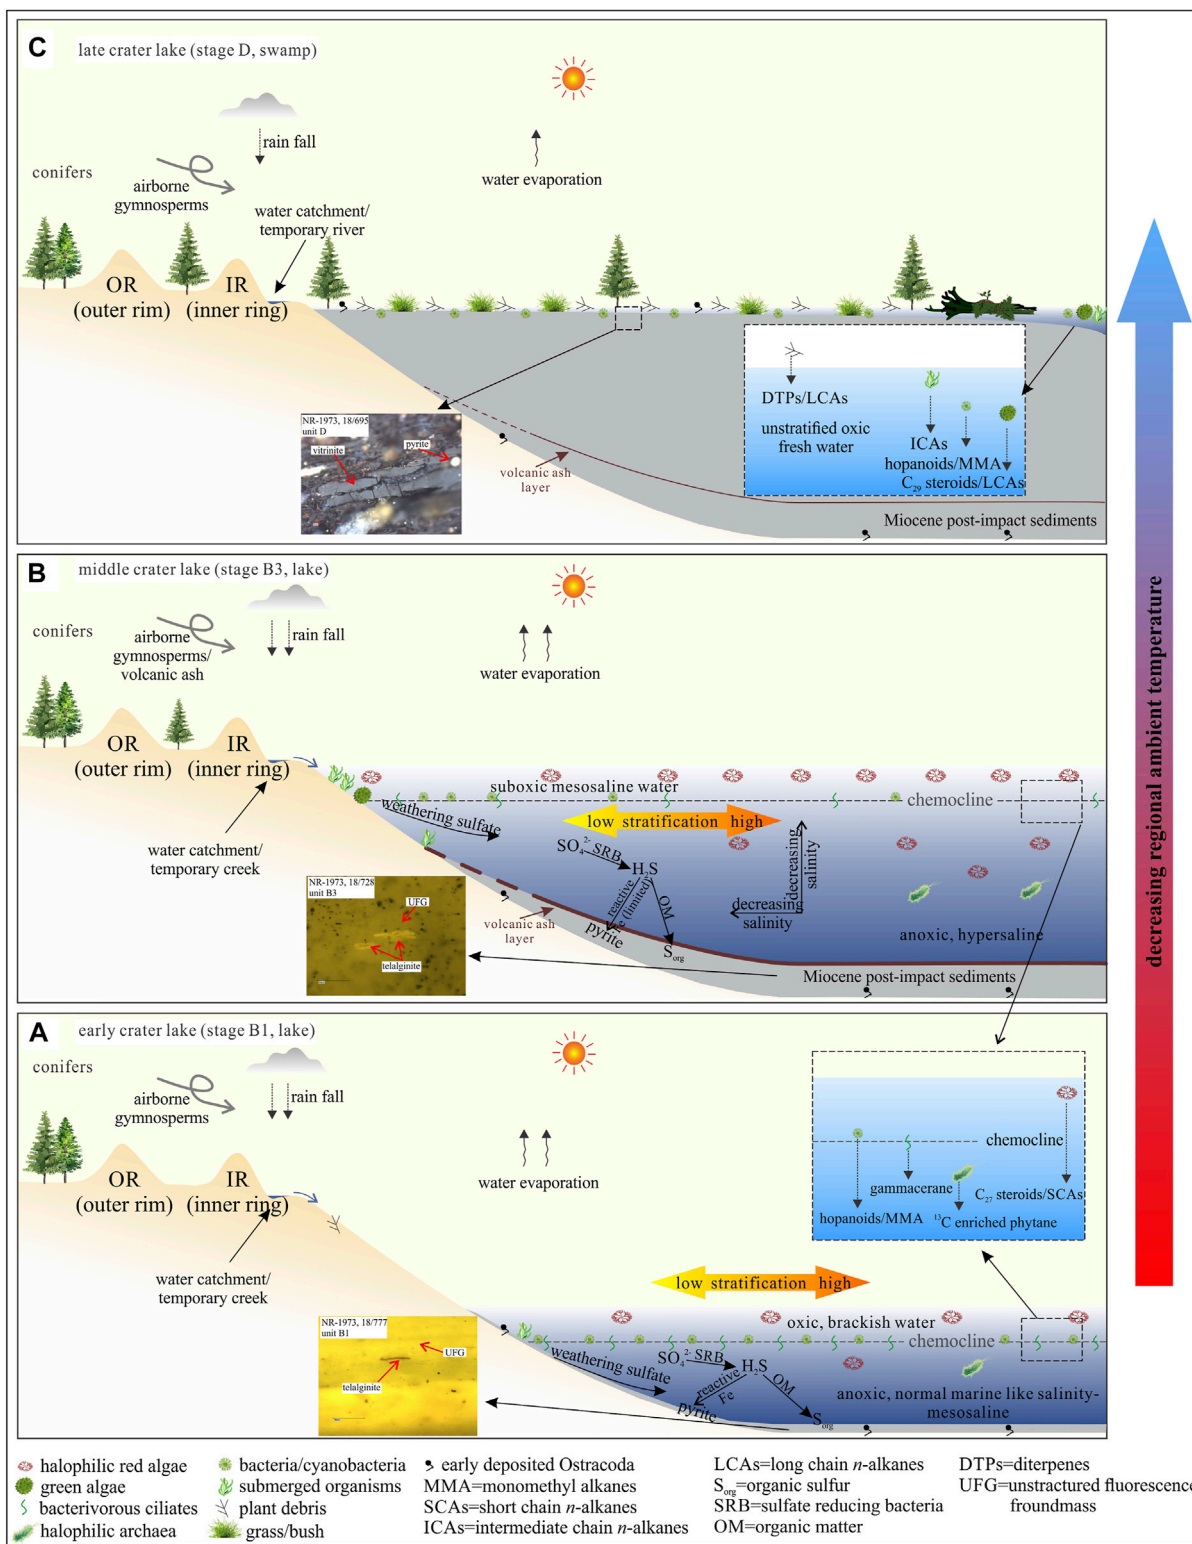 C
late crater lake (stage D, swamp)
rain fall
conifers
airborne
gymnosperms
water evaporation
water catchment/
temporary river
OR
(outer rim)
IR
(inner ring)
NR-1973, 18/695
unit D
vitrinite
pyrite
volcanic ash
layer
DTPs/LCAs
unstratified oxic
fresh water
ICAs
hopanoids/MMA
C29 steroids/LCAs
Miocene post-impact sediments
B
middle crater lake (stage B3, lake)
conifers
airborne
gymnosperms/
volcanic ash
rain fall
water evaporation
OR
(outer rim)
IR
(inner ring)
water catchment/
temporary creek
suboxic mesosaline water
chemocline
weathering sulfate
low stratification high
SO4 2- SRB
H2S
reactive
Fe (limited)
OM
pyrite
Sorg
decreasing
salinity
decreasing
salinity
anoxic, hypersaline
NR-1973, 18/728
unit B3
UFG
telalginite
volcanic ash
layer
Miocene post-impact sediments
A
early crater lake (stage B1, lake)
conifers
airborne
gymnosperms
rain fall
water evaporation
OR
(outer rim)
IR
(inner ring)
water catchment/
temporary creek
chemocline
gammacerane
C27 steroids/SCAs
hopanoids/MMA
13C enriched phytane
low stratification high
oxic, brackish water
chemocline
weathering sulfate
SO4 2- SRB
H2S
reactive
Fe
OM
pyrite
Sorg
anoxic, normal marine like salinity-
mesosaline
NR-1973, 18/777
unit B1
UFG
telalginite
decreasing regional ambient temperature
halophilic red algae
green algae
bacterivorous ciliates
halophilic archaea
bacteria/cyanobacteria
submerged organisms
plant debris
grass/bush
early deposited Ostracoda
MMA=monomethyl alkanes
SCAs=short chain n-alkanes
ICAs=intermediate chain n-alkanes
LCAs=long chain n-alkanes
Sorg=organic sulfur
SRB=sulfate reducing bacteria
OM=organic matter
DTPs=diterpenes
UFG=unstractured fluorescence
froundmass